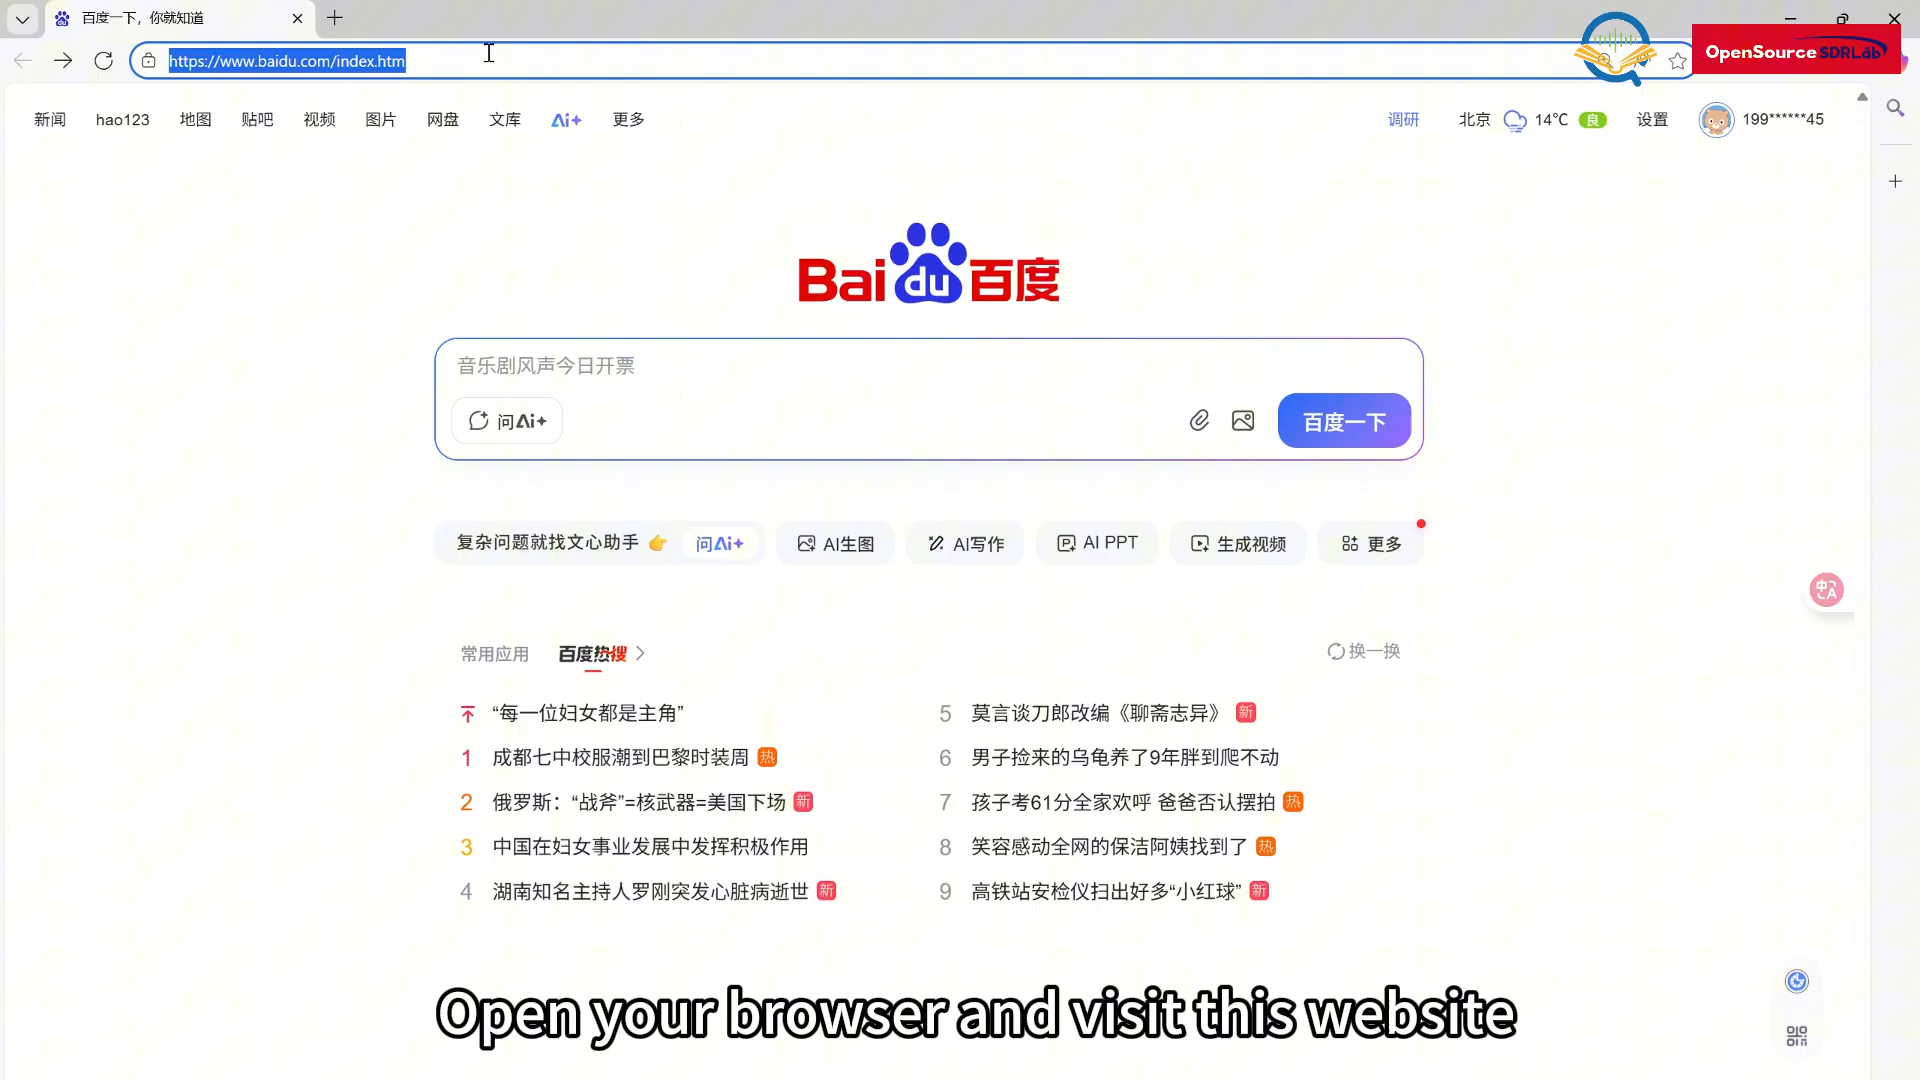 百度一下，你就知道
https://www.baidu.com/index.htm
OpenSource SDRLab
新闻 hao123 地图 贴吧 视频 图片 网盘 文库 Ai+ 更多
调研 北京 14℃ 良 设置 199******45
Bai du 百度
音乐剧风声今日开票
问Ai+
百度一下
复杂问题就找文心助手 问Ai+ AI生图 AI写作 AI PPT 生成视频 更多
中 A
常用应用 百度热搜 换一换
“每一位妇女都是主角”
1 成都七中校服潮到巴黎时装周 热
2 俄罗斯：“战斧”=核武器=美国下场 新
3 中国在妇女事业发展中发挥积极作用
4 湖南知名主持人罗刚突发心脏病逝世 新
5 莫言谈刀郎改编《聊斋志异》 新
6 男子捡来的乌龟养了9年胖到爬不动
7 孩子考61分全家欢呼 爸爸否认摆拍 热
8 笑容感动全网的保洁阿姨找到了 热
9 高铁站安检仪扫出好多“小红球” 新
Open your browser and visit this website